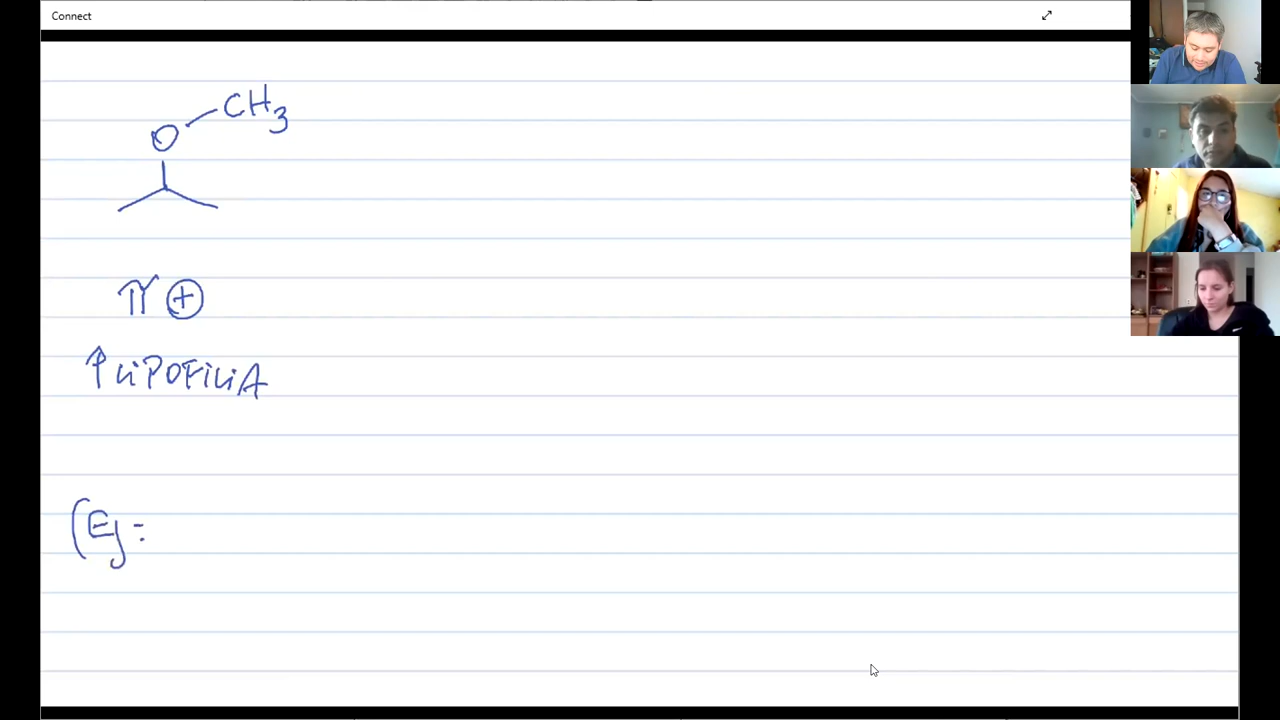 Connect
CH3
O
π ⊕
↑ LiPOFiLiA
(Ej: